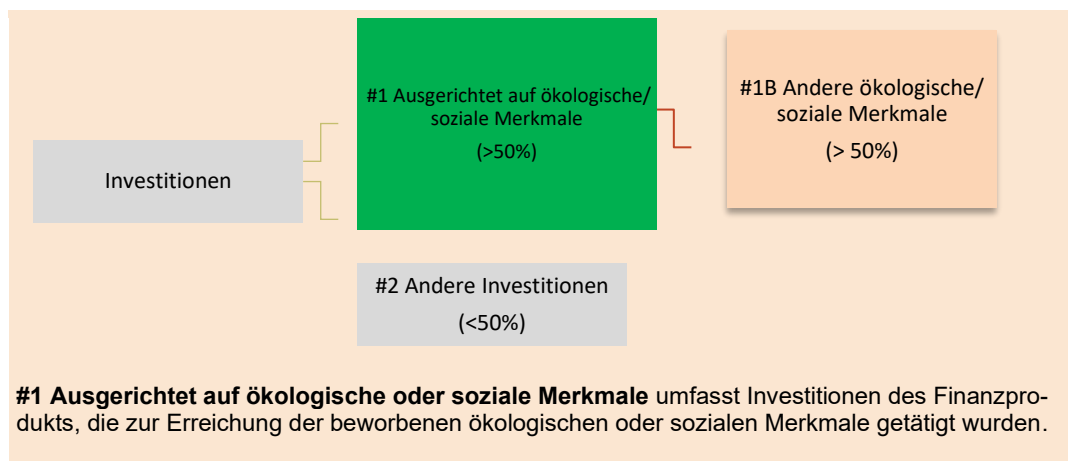 Investitionen
#1 Ausgerichtet auf ökologische/
soziale Merkmale
(>50%)
#1B Andere ökologische/
soziale Merkmale
(> 50%)
#2 Andere Investitionen
(<50%)
#1 Ausgerichtet auf ökologische oder soziale Merkmale umfasst Investitionen des Finanzpro-
dukts, die zur Erreichung der beworbenen ökologischen oder sozialen Merkmale getätigt wurden.